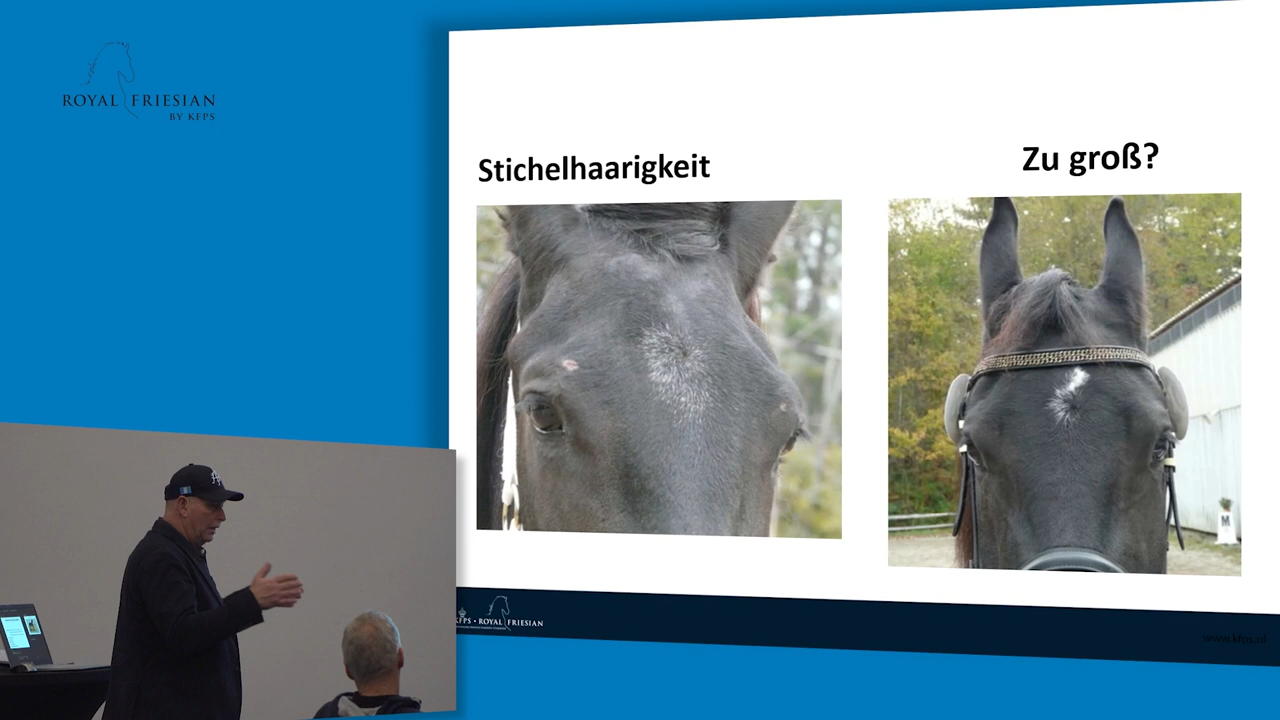 ROYAL FRIESIAN
BY KFPS
Stichelhaarigkeit
Zu groß?
M
KFPS • ROYAL FRIESIAN
www.kfps.nl